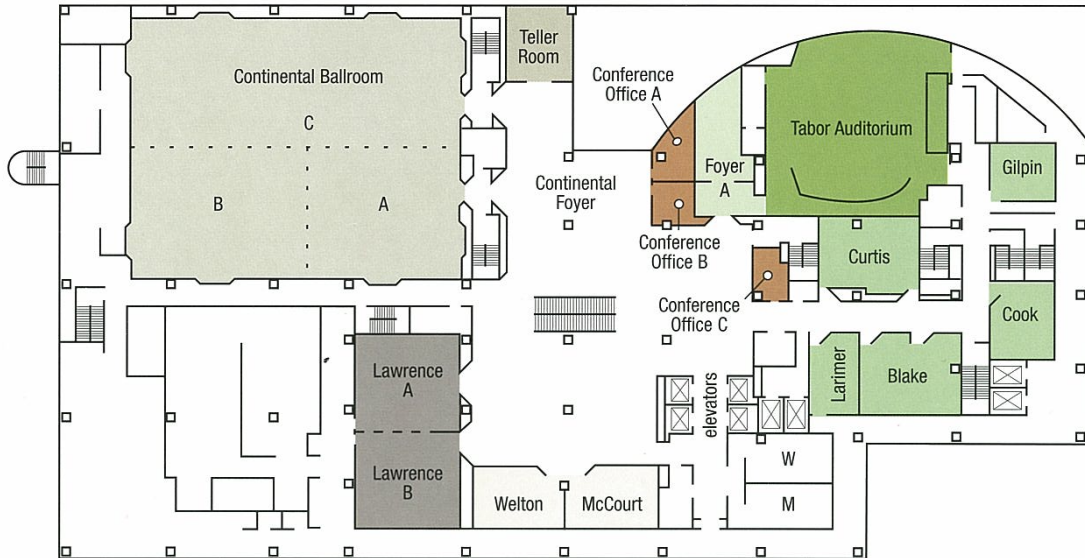 Teller
Room
Continental Ballroom
C
B
A
Conference
Office A
Tabor Auditorium
Foyer
A
Gilpin
Continental
Foyer
Conference
Office B
Curtis
Conference
Office C
Cook
Lawrence
A
Larimer
Blake
elevators
Lawrence
B
Welton
McCourt
W
M